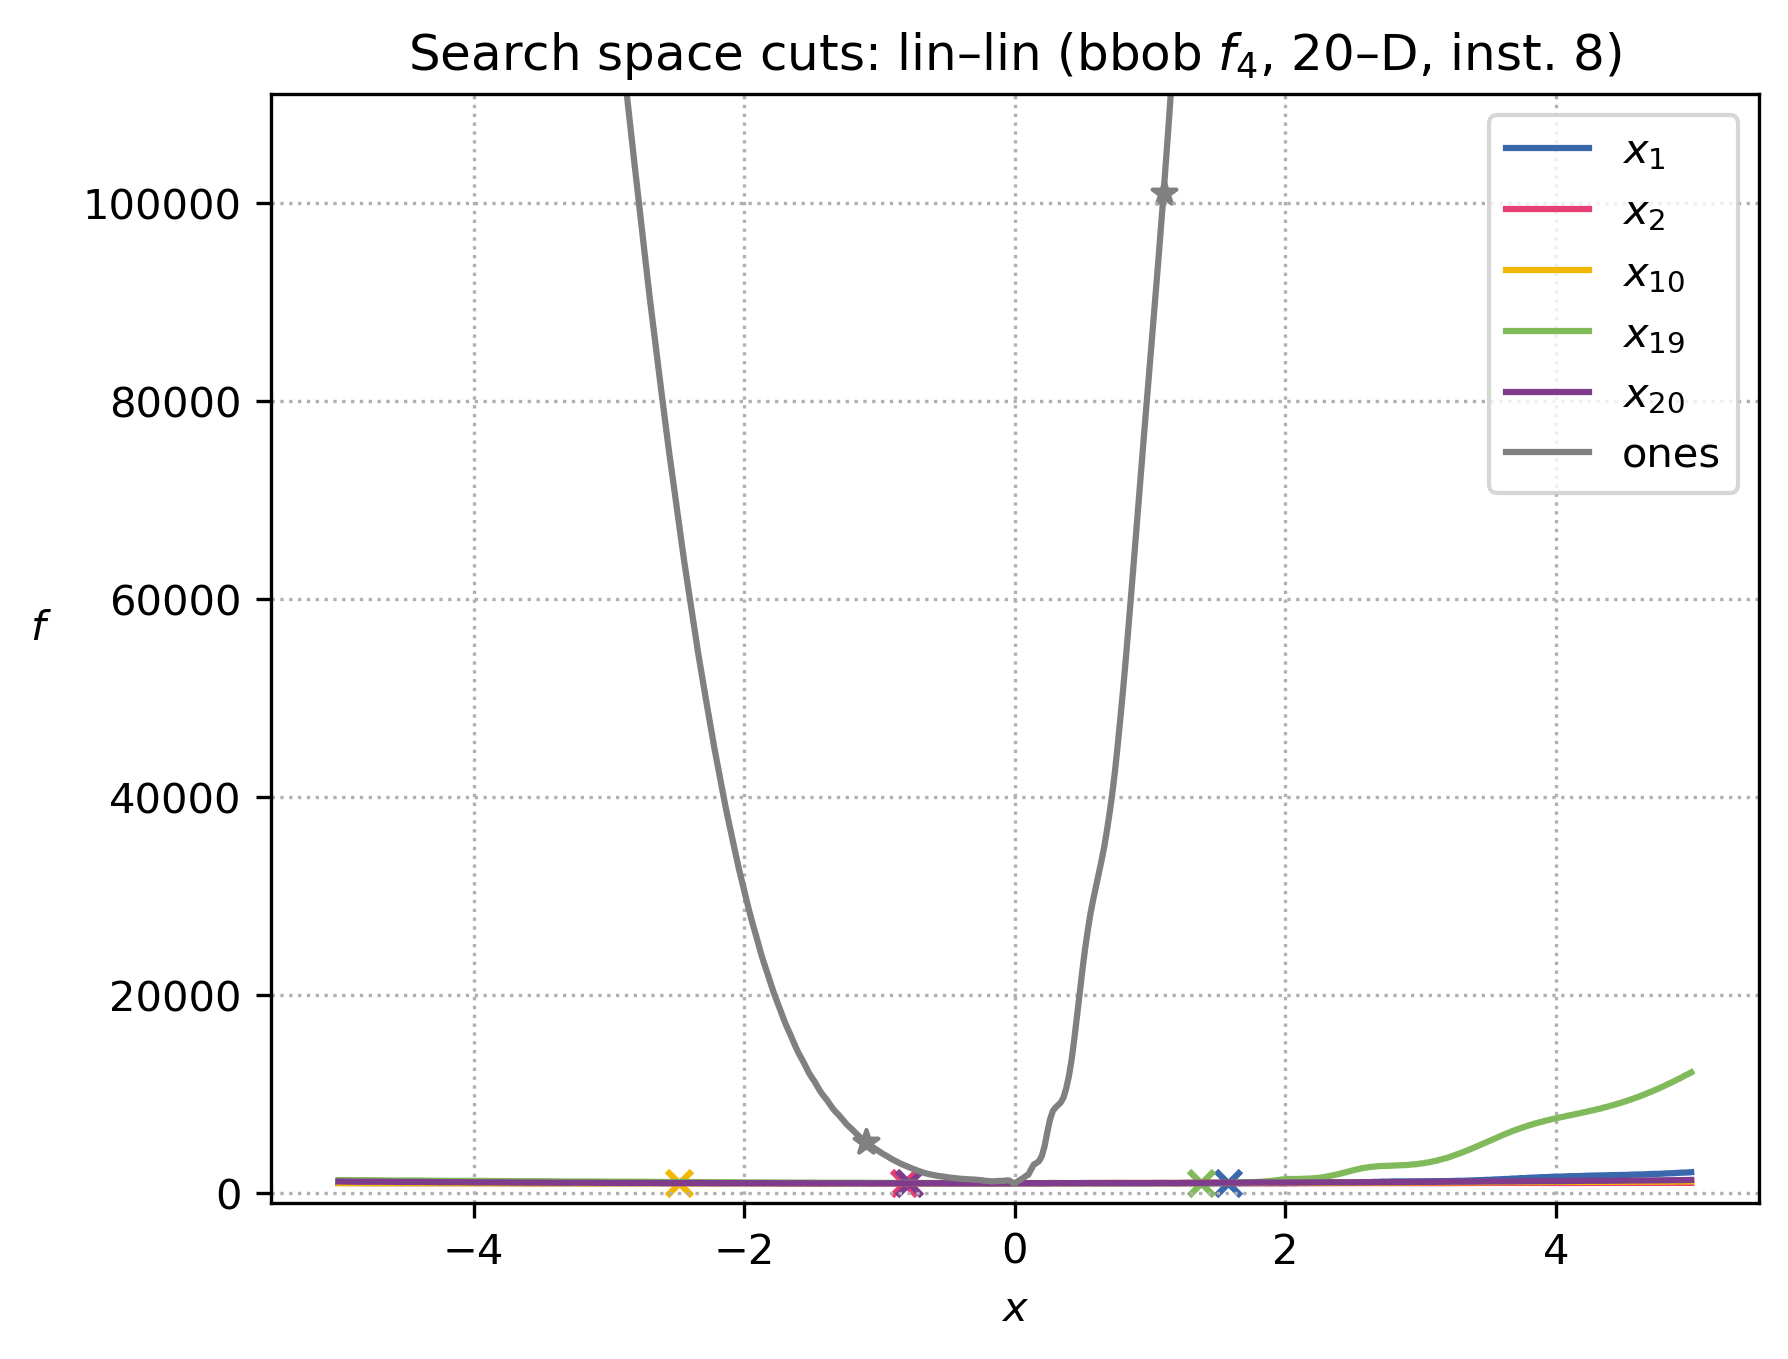 Search space cuts: lin–lin (bbob f₄, 20–D, inst. 8)
x₁
x₂
x₁₀
x₁₉
x₂₀
ones
100000
80000
60000
40000
20000
0
f
−4 −2 0 2 4
x